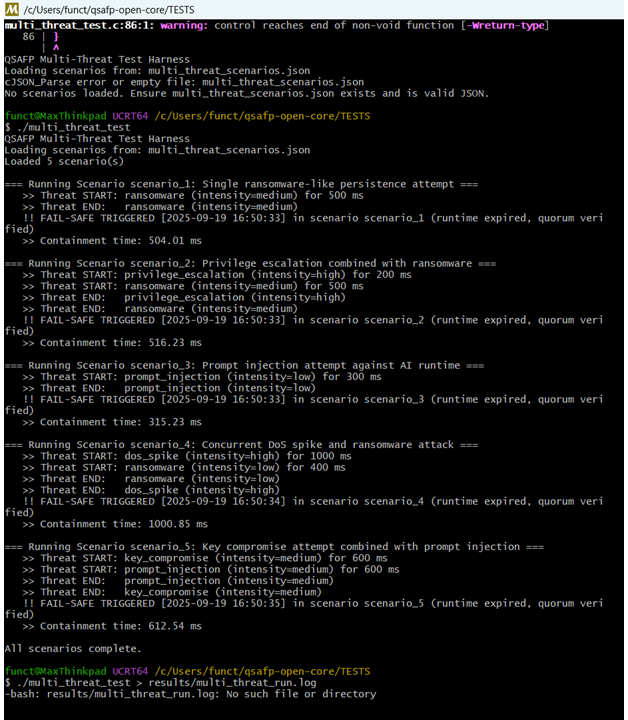 /c/Users/funct/qsafp-open-core/TESTS
multi_threat_test.c:86:1: warning: control reaches end of non-void function [-Wreturn-type]
   86 | }
      | ^
QSAFP Multi-Threat Test Harness
Loading scenarios from: multi_threat_scenarios.json
cJSON_Parse error or empty file: multi_threat_scenarios.json
No scenarios loaded. Ensure multi_threat_scenarios.json exists and is valid JSON.

funct@MaxThinkpad UCRT64 /c/Users/funct/qsafp-open-core/TESTS
$ ./multi_threat_test
QSAFP Multi-Threat Test Harness
Loading scenarios from: multi_threat_scenarios.json
Loaded 5 scenario(s)

=== Running Scenario scenario_1: Single ransomware-like persistence attempt ===
   >> Threat START: ransomware (intensity=medium) for 500 ms
   >> Threat END:   ransomware (intensity=medium)
   !! FAIL-SAFE TRIGGERED [2025-09-19 16:50:33] in scenario scenario_1 (runtime expired, quorum veri
fied)
   >> Containment time: 504.01 ms

=== Running Scenario scenario_2: Privilege escalation combined with ransomware ===
   >> Threat START: privilege_escalation (intensity=high) for 200 ms
   >> Threat START: ransomware (intensity=medium) for 500 ms
   >> Threat END:   privilege_escalation (intensity=high)
   >> Threat END:   ransomware (intensity=medium)
   !! FAIL-SAFE TRIGGERED [2025-09-19 16:50:33] in scenario scenario_2 (runtime expired, quorum veri
fied)
   >> Containment time: 516.23 ms

=== Running Scenario scenario_3: Prompt injection attempt against AI runtime ===
   >> Threat START: prompt_injection (intensity=low) for 300 ms
   >> Threat END:   prompt_injection (intensity=low)
   !! FAIL-SAFE TRIGGERED [2025-09-19 16:50:33] in scenario scenario_3 (runtime expired, quorum veri
fied)
   >> Containment time: 315.23 ms

=== Running Scenario scenario_4: Concurrent DoS spike and ransomware attack ===
   >> Threat START: dos_spike (intensity=high) for 1000 ms
   >> Threat START: ransomware (intensity=low) for 400 ms
   >> Threat END:   ransomware (intensity=low)
   >> Threat END:   dos_spike (intensity=high)
   !! FAIL-SAFE TRIGGERED [2025-09-19 16:50:34] in scenario scenario_4 (runtime expired, quorum veri
fied)
   >> Containment time: 1000.85 ms

=== Running Scenario scenario_5: Key compromise attempt combined with prompt injection ===
   >> Threat START: key_compromise (intensity=medium) for 600 ms
   >> Threat START: prompt_injection (intensity=medium) for 600 ms
   >> Threat END:   prompt_injection (intensity=medium)
   >> Threat END:   key_compromise (intensity=medium)
   !! FAIL-SAFE TRIGGERED [2025-09-19 16:50:35] in scenario scenario_5 (runtime expired, quorum veri
fied)
   >> Containment time: 612.54 ms

All scenarios complete.

funct@MaxThinkpad UCRT64 /c/Users/funct/qsafp-open-core/TESTS
$ ./multi_threat_test > results/multi_threat_run.log
-bash: results/multi_threat_run.log: No such file or directory